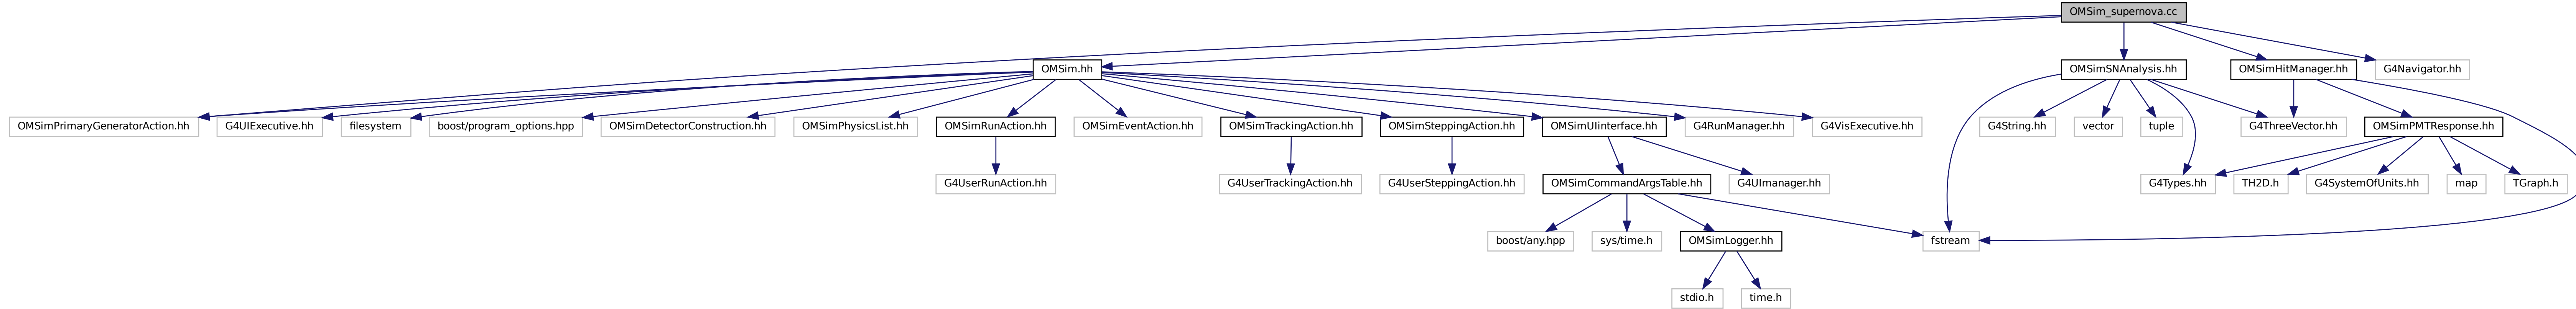 OMSim_supernova.cc
OMSim.hh
OMSimSNAnalysis.hh
OMSimHitManager.hh
G4Navigator.hh
OMSimPrimaryGeneratorAction.hh
G4UIExecutive.hh
filesystem
boost/program_options.hpp
OMSimDetectorConstruction.hh
OMSimPhysicsList.hh
OMSimRunAction.hh
OMSimEventAction.hh
OMSimTrackingAction.hh
OMSimSteppingAction.hh
OMSimUIinterface.hh
G4RunManager.hh
G4VisExecutive.hh
G4String.hh
vector
tuple
G4ThreeVector.hh
OMSimPMTResponse.hh
G4UserRunAction.hh
G4UserTrackingAction.hh
G4UserSteppingAction.hh
OMSimCommandArgsTable.hh
G4UImanager.hh
G4Types.hh
TH2D.h
G4SystemOfUnits.hh
map
TGraph.h
boost/any.hpp
sys/time.h
OMSimLogger.hh
fstream
stdio.h
time.h